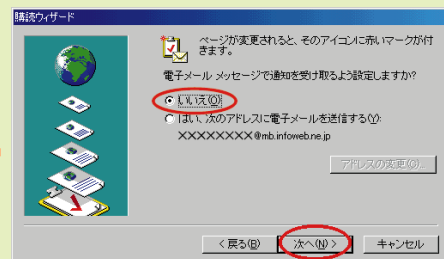 購読ウィザード
ページが変更されると、そのアイコンに赤いマークが付
きます。
電子メール メッセージで通知を受け取るよう設定しますか?
いいえ(O)
はい、次のアドレスに電子メールを送信する(Y):
XXXXXXXX@mb.infoweb.ne.jp
アドレスの変更(C)...
< 戻る(B)
次へ(N) >
キャンセル